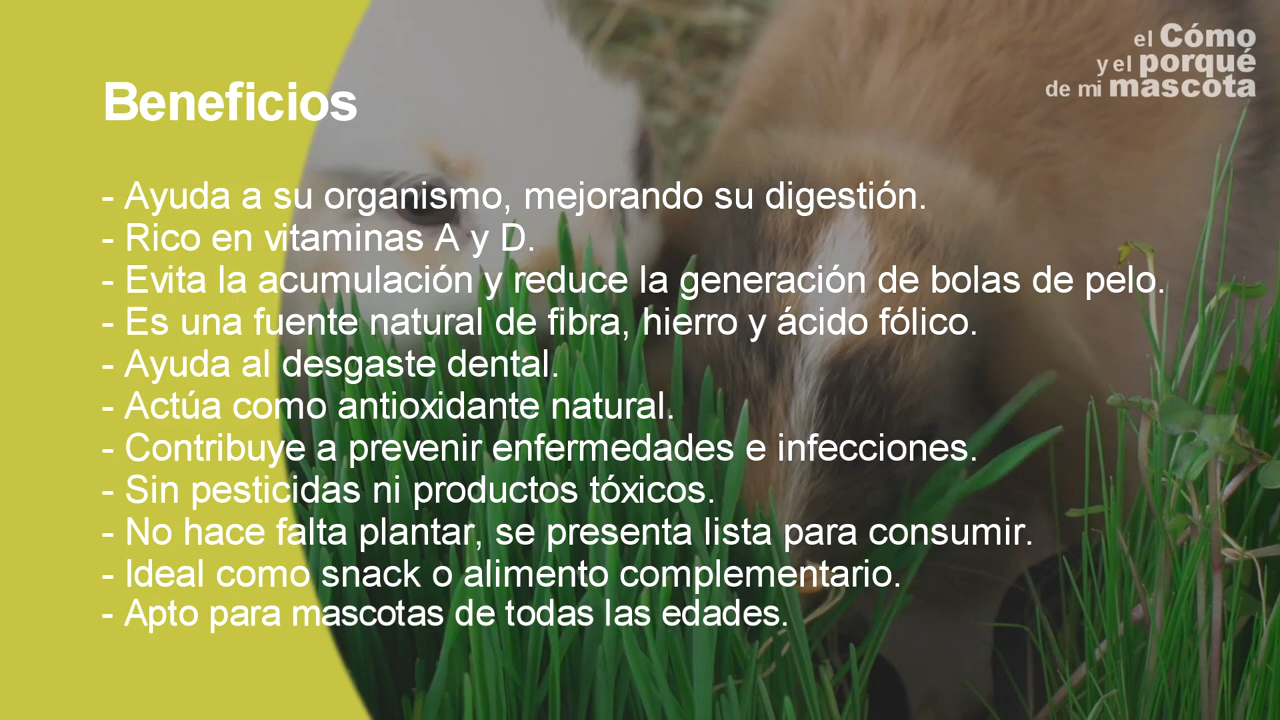 el Cómo
y el porqué
de mi mascota
Beneficios
- Ayuda a su organismo, mejorando su digestión.
- Rico en vitaminas A y D.
- Evita la acumulación y reduce la generación de bolas de pelo.
- Es una fuente natural de fibra, hierro y ácido fólico.
- Ayuda al desgaste dental.
- Actúa como antioxidante natural.
- Contribuye a prevenir enfermedades e infecciones.
- Sin pesticidas ni productos tóxicos.
- No hace falta plantar, se presenta lista para consumir.
- Ideal como snack o alimento complementario.
- Apto para mascotas de todas las edades.